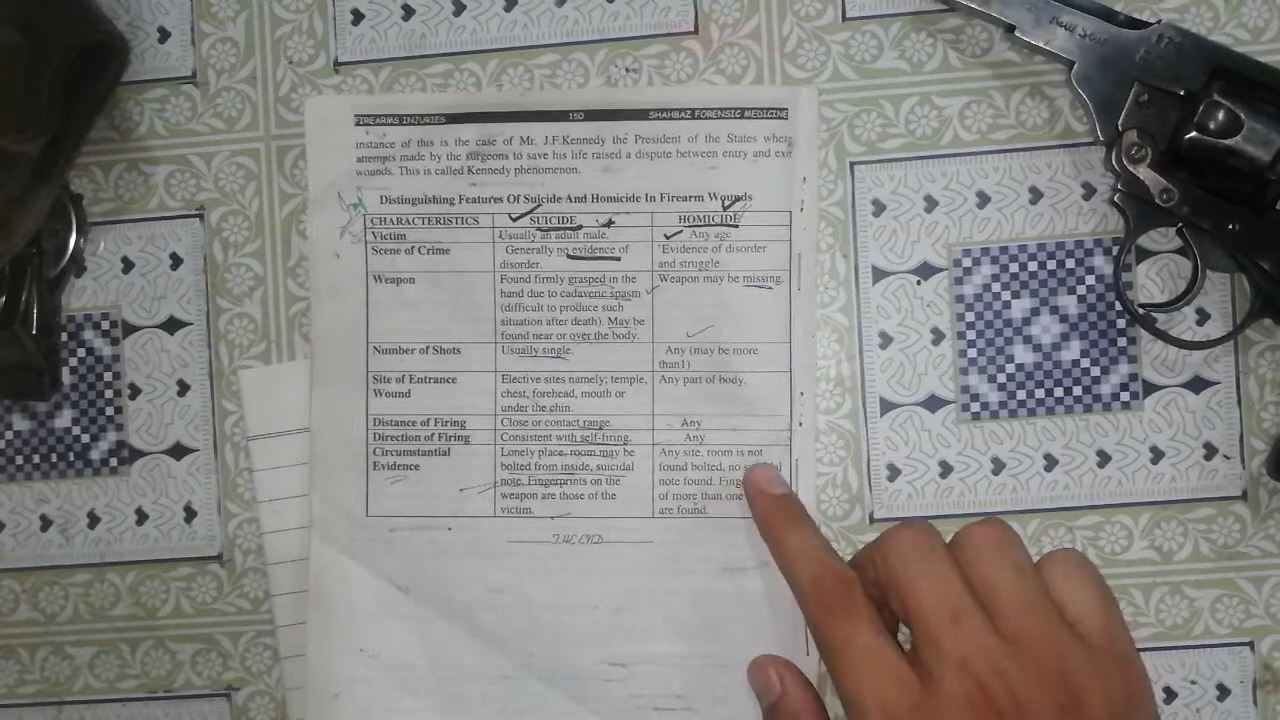 FIREARMS INJURIES 150 SHAHBAZ FORENSIC MEDICINE
instance of this is the case of Mr. J.F.Kennedy the President of the States where
attempts made by the surgeons to save his life raised a dispute between entry and exit
wounds. This is called Kennedy phenomenon.
Distinguishing Features Of Suicide And Homicide In Firearm Wounds
CHARACTERISTICS SUICIDE HOMICIDE
Victim Usually an adult male. Any age
Scene of Crime Generally no evidence of Evidence of disorder
disorder. and struggle.
Weapon Found firmly grasped in the Weapon may be missing.
hand due to cadaveric spasm
(difficult to produce such
situation after death). May be
found near or over the body.
Number of Shots Usually single. Any (may be more
than1)
Site of Entrance Elective sites namely; temple, Any part of body.
Wound chest, forehead, mouth or
under the chin.
Distance of Firing Close or contact range. Any
Direction of Firing Consistent with self-firing. Any
Circumstantial Lonely place, room may be Any site, room is not
Evidence bolted from inside, suicidal found bolted, no
note. Fingerprints on the note found.
weapon are those of the of more than one
victim. are found.
THE END